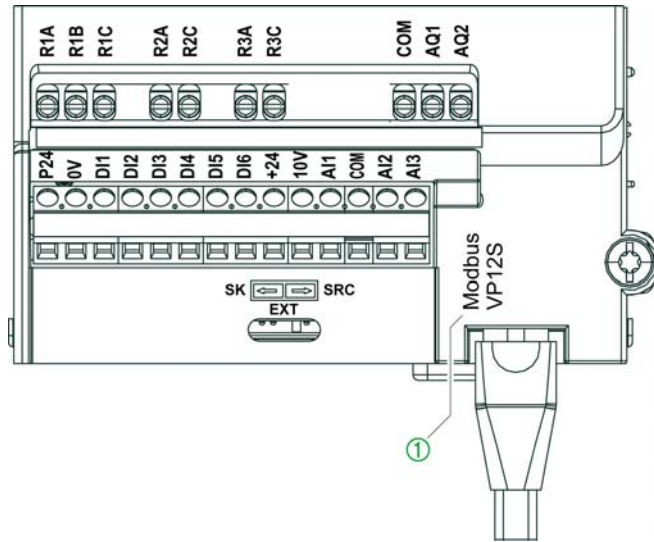 R1A R1B R1C R2A R2C R3A R3C COM AQ1 AQ2
P24 0V DI1 DI2 DI3 DI4 DI5 DI6 +24 10V AI1 COM AI2 AI3
SK SRC
EXT
Modbus
VP12S
①